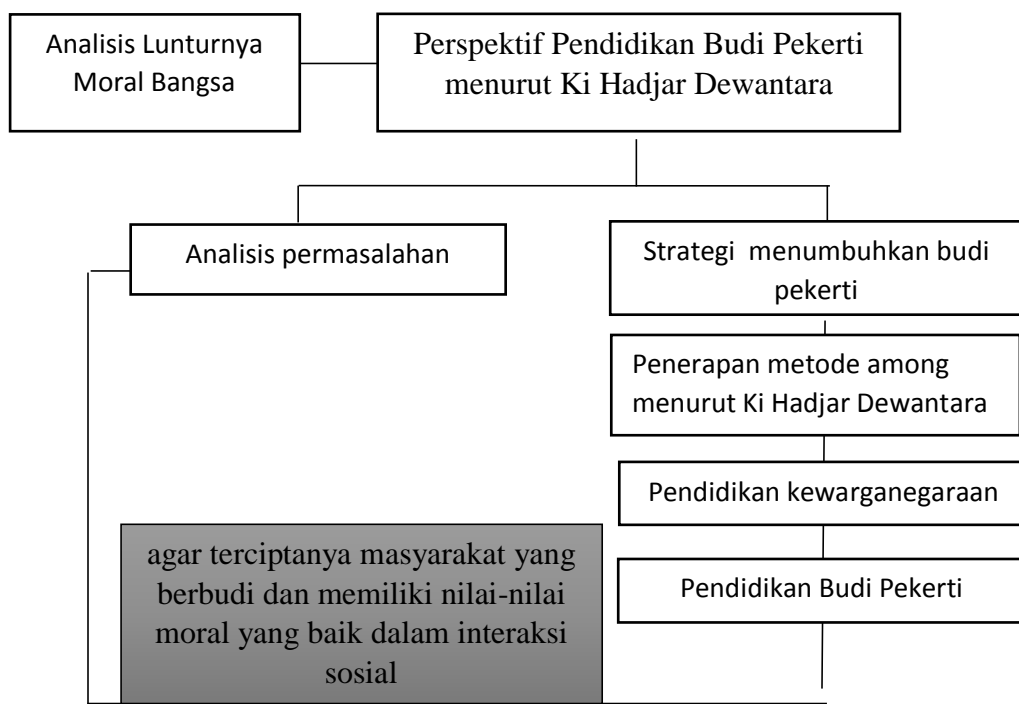 Analisis Lunturnya
Moral Bangsa
Perspektif Pendidikan Budi Pekerti
menurut Ki Hadjar Dewantara
Analisis permasalahan
Strategi menumbuhkan budi
pekerti
Penerapan metode among
menurut Ki Hadjar Dewantara
Pendidikan kewarganegaraan
Pendidikan Budi Pekerti
agar terciptanya masyarakat yang
berbudi dan memiliki nilai-nilai
moral yang baik dalam interaksi
sosial